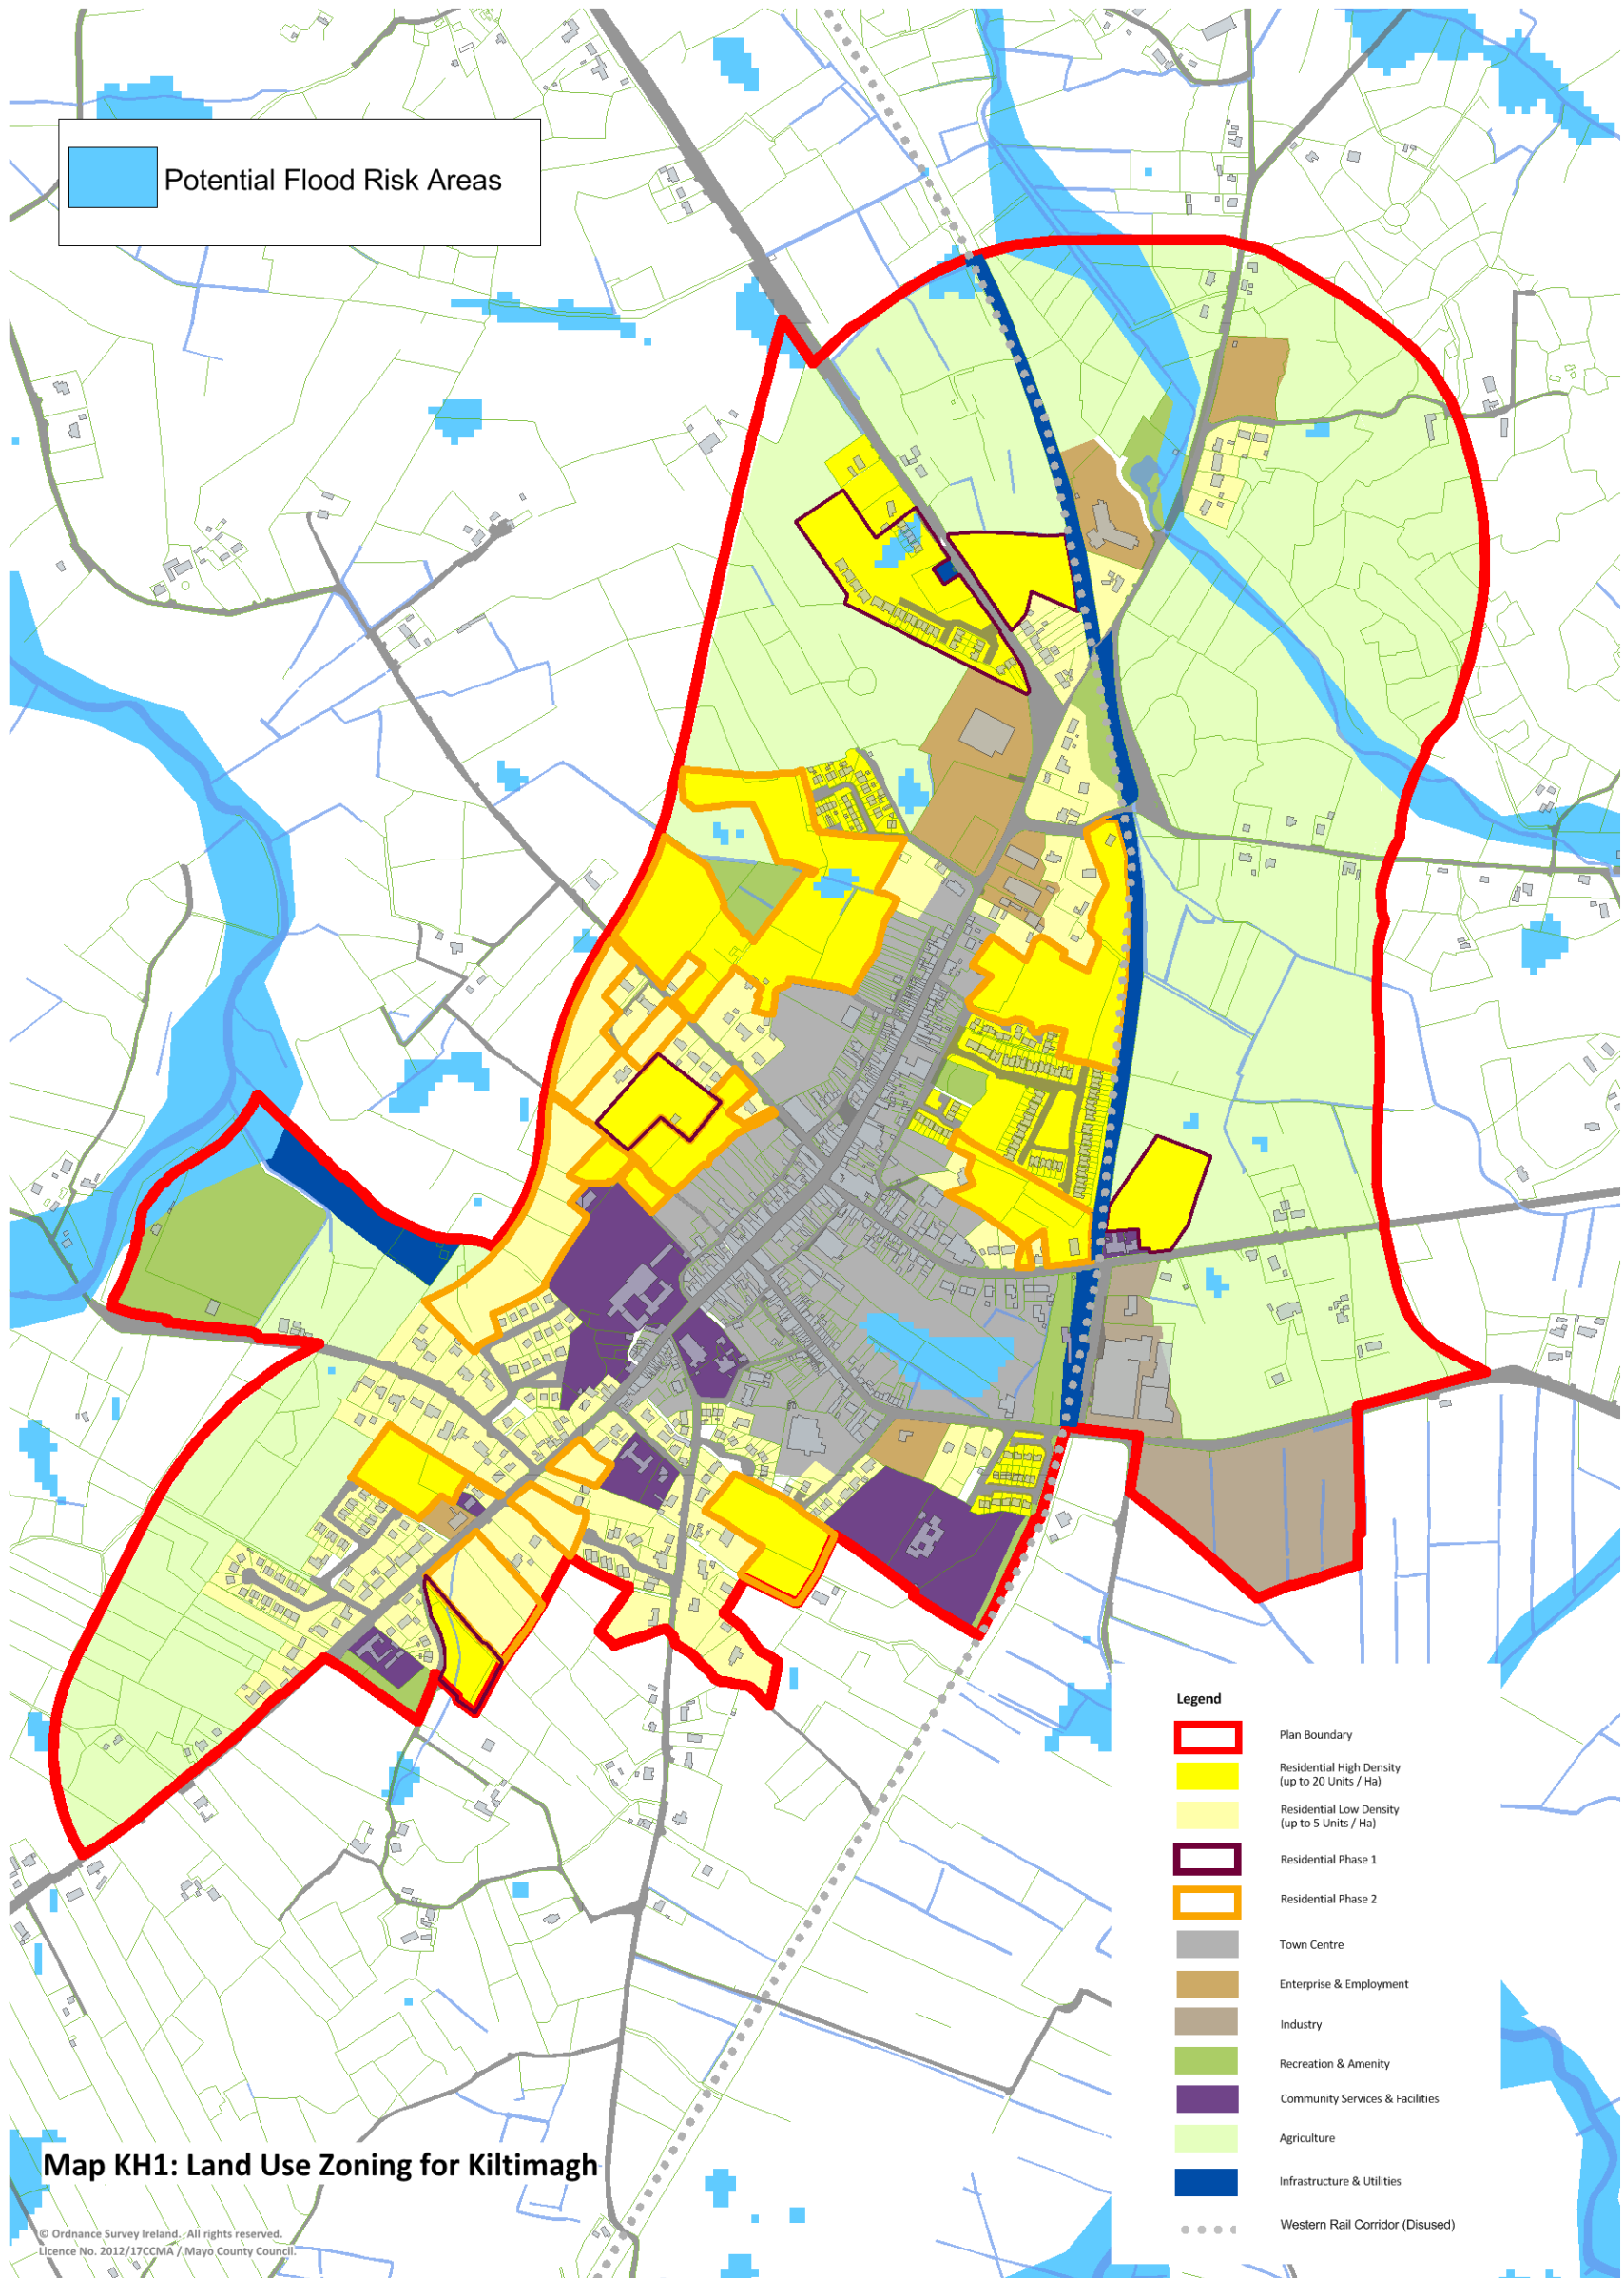 Potential Flood Risk Areas
Legend
Plan Boundary
Residential High Density
(up to 20 Units / Ha)
Residential Low Density
(up to 5 Units / Ha)
Residential Phase 1
Residential Phase 2
Town Centre
Enterprise & Employment
Industry
Recreation & Amenity
Community Services & Facilities
Agriculture
Infrastructure & Utilities
Western Rail Corridor (Disused)
Map KH1: Land Use Zoning for Kiltimagh
© Ordnance Survey Ireland. All rights reserved.
Licence No. 2012/17CCMA / Mayo County Council.